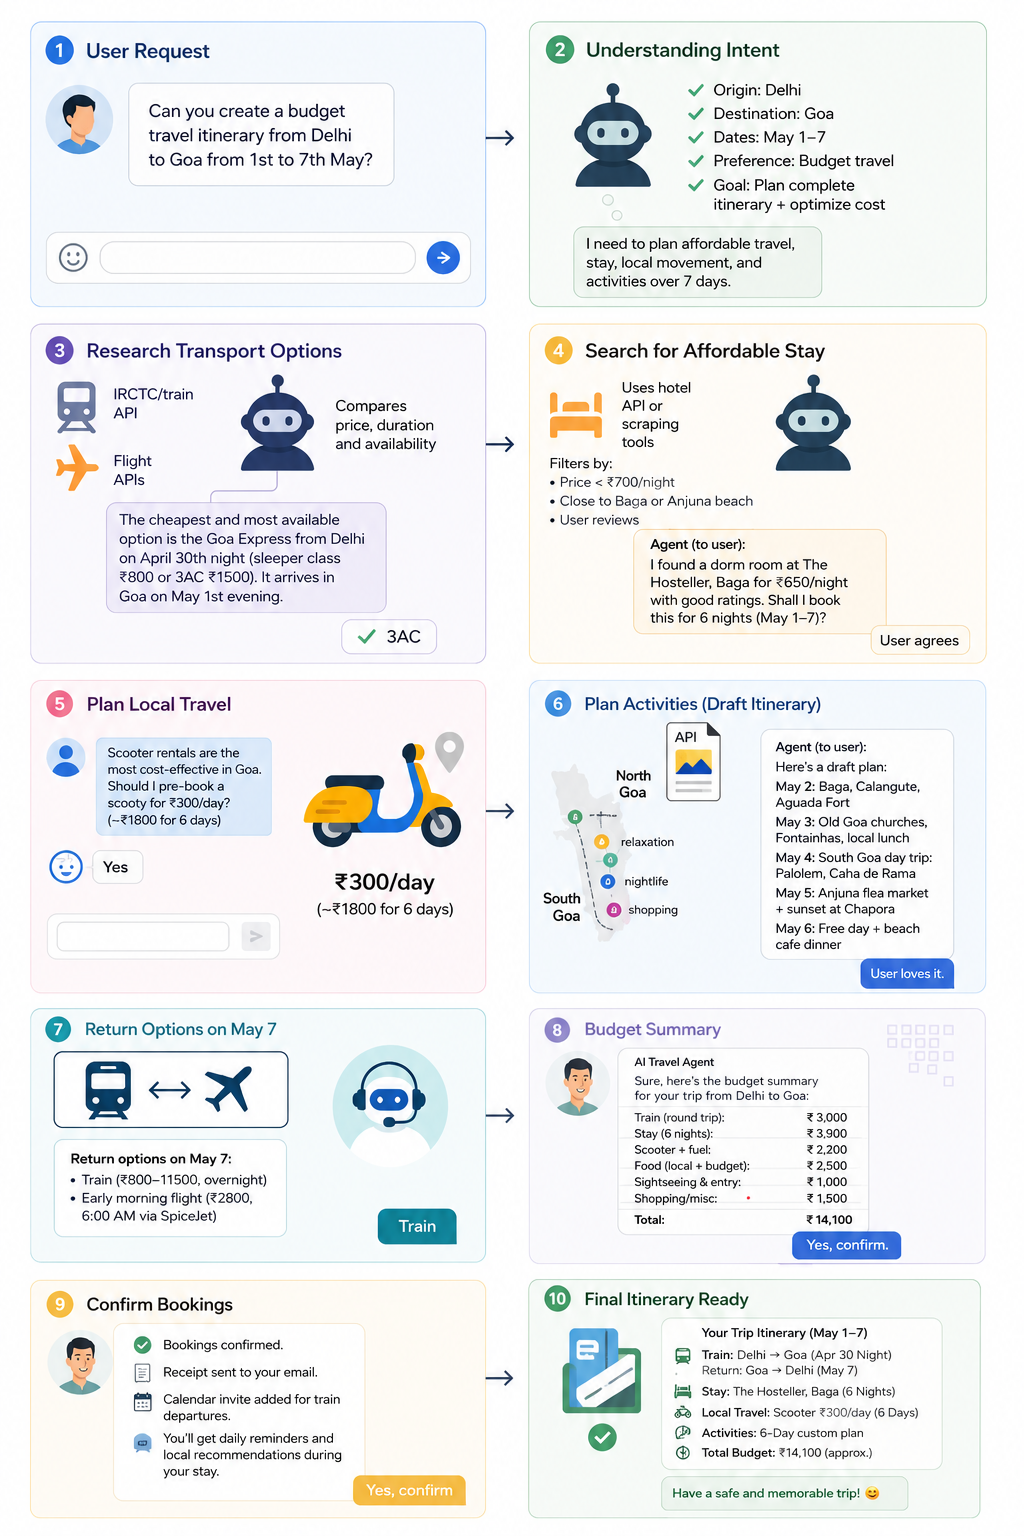 1 User Request
Can you create a budget
travel itinerary from Delhi
to Goa from 1st to 7th May?
2 Understanding Intent
Origin: Delhi
Destination: Goa
Dates: May 1–7
Preference: Budget travel
Goal: Plan complete
itinerary + optimize cost
I need to plan affordable travel,
stay, local movement, and
activities over 7 days.
3 Research Transport Options
IRCTC/train
API
Flight
APIs
Compares
price, duration
and availability
The cheapest and most available
option is the Goa Express from Delhi
on April 30th night (sleeper class
₹800 or 3AC ₹1500). It arrives in
Goa on May 1st evening.
3AC
4 Search for Affordable Stay
Uses hotel
API or
scraping
tools
Filters by:
• Price < ₹700/night
• Close to Baga or Anjuna beach
• User reviews
Agent (to user):
I found a dorm room at The
Hosteller, Baga for ₹650/night
with good ratings. Shall I book
this for 6 nights (May 1–7)?
User agrees
5 Plan Local Travel
Scooter rentals are the
most cost-effective in Goa.
Should I pre-book a
scooty for ₹300/day?
(~₹1800 for 6 days)
Yes
₹300/day
(~₹1800 for 6 days)
6 Plan Activities (Draft Itinerary)
API
North
Goa
relaxation
nightlife
South
Goa
shopping
Agent (to user):
Here's a draft plan:
May 2: Baga, Calangute,
Aguada Fort
May 3: Old Goa churches,
Fontainhas, local lunch
May 4: South Goa day trip:
Palolem, Caha de Rama
May 5: Anjuna flea market
+ sunset at Chapora
May 6: Free day + beach
cafe dinner
User loves it.
7 Return Options on May 7
Return options on May 7:
• Train (₹800–11500, overnight)
• Early morning flight (₹2800,
6:00 AM via SpiceJet)
Train
8 Budget Summary
AI Travel Agent
Sure, here's the budget summary
for your trip from Delhi to Goa:
Train (round trip): ₹ 3,000
Stay (6 nights): ₹ 3,900
Scooter + fuel: ₹ 2,200
Food (local + budget): ₹ 2,500
Sightseeing & entry: ₹ 1,000
Shopping/misc: ₹ 1,500
Total: ₹ 14,100
Yes, confirm.
9 Confirm Bookings
Bookings confirmed.
Receipt sent to your email.
Calendar invite added for train
departures.
You'll get daily reminders and
local recommendations during
your stay.
Yes, confirm
10 Final Itinerary Ready
Your Trip Itinerary (May 1–7)
Train: Delhi → Goa (Apr 30 Night)
Return: Goa → Delhi (May 7)
Stay: The Hosteller, Baga (6 Nights)
Local Travel: Scooter ₹300/day (6 Days)
Activities: 6-Day custom plan
Total Budget: ₹14,100 (approx.)
Have a safe and memorable trip! 😊